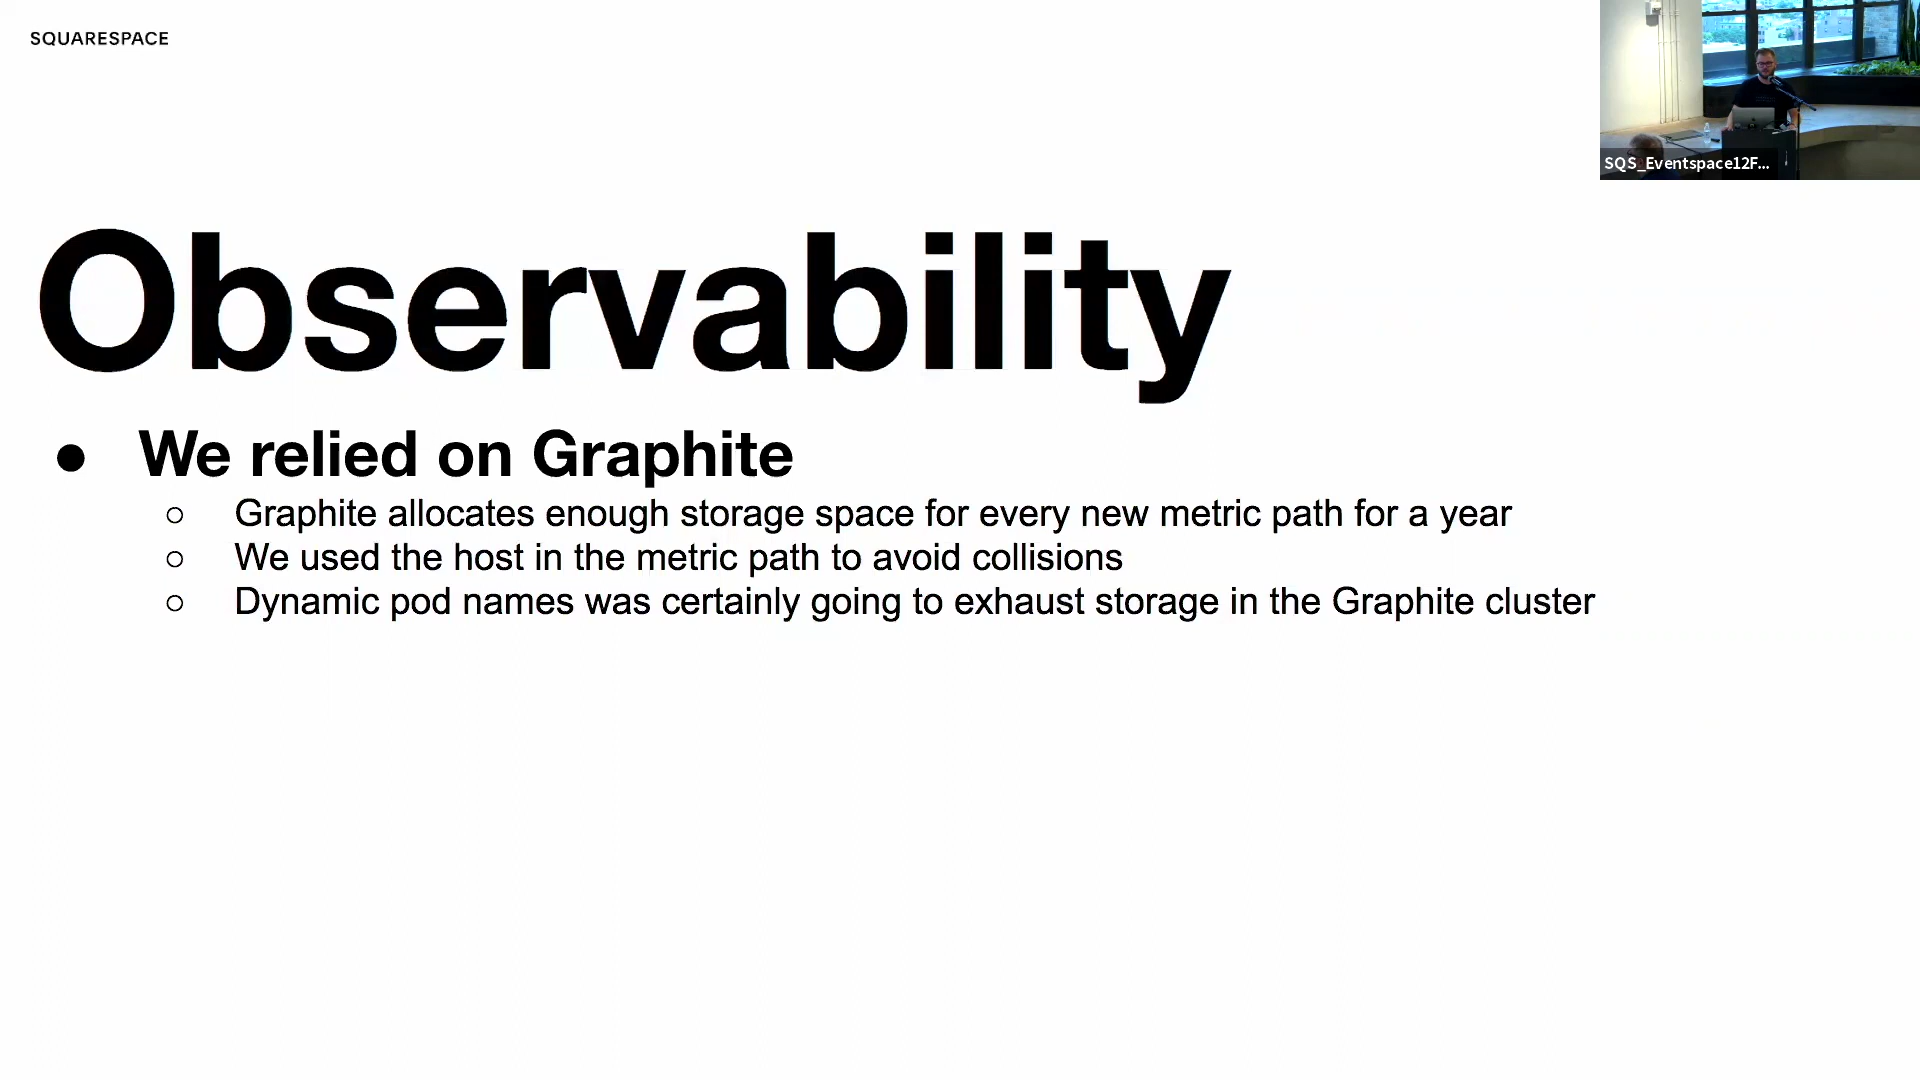 SQUARESPACE
SQS_Eventspace12F...
Observability
● We relied on Graphite
○ Graphite allocates enough storage space for every new metric path for a year
○ We used the host in the metric path to avoid collisions
○ Dynamic pod names was certainly going to exhaust storage in the Graphite cluster